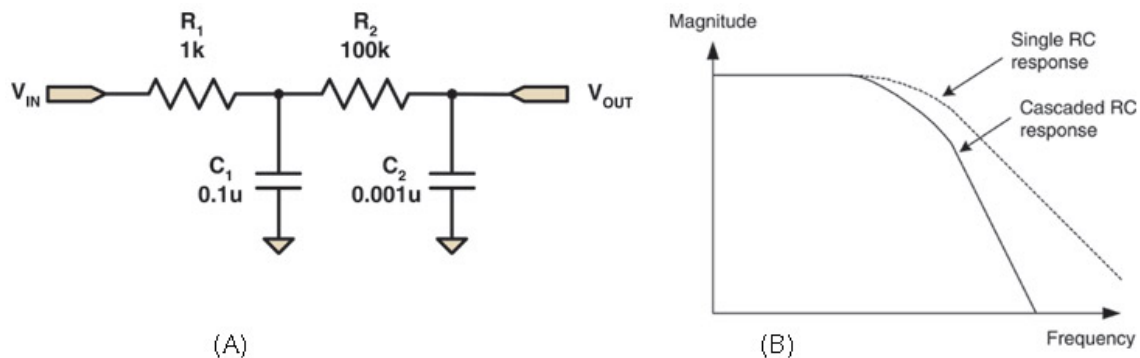 R1
1k
R2
100k
VIN
VOUT
C1
0.1u
C2
0.001u
(A)
Magnitude
Single RC
response
Cascaded RC
response
Frequency
(B)